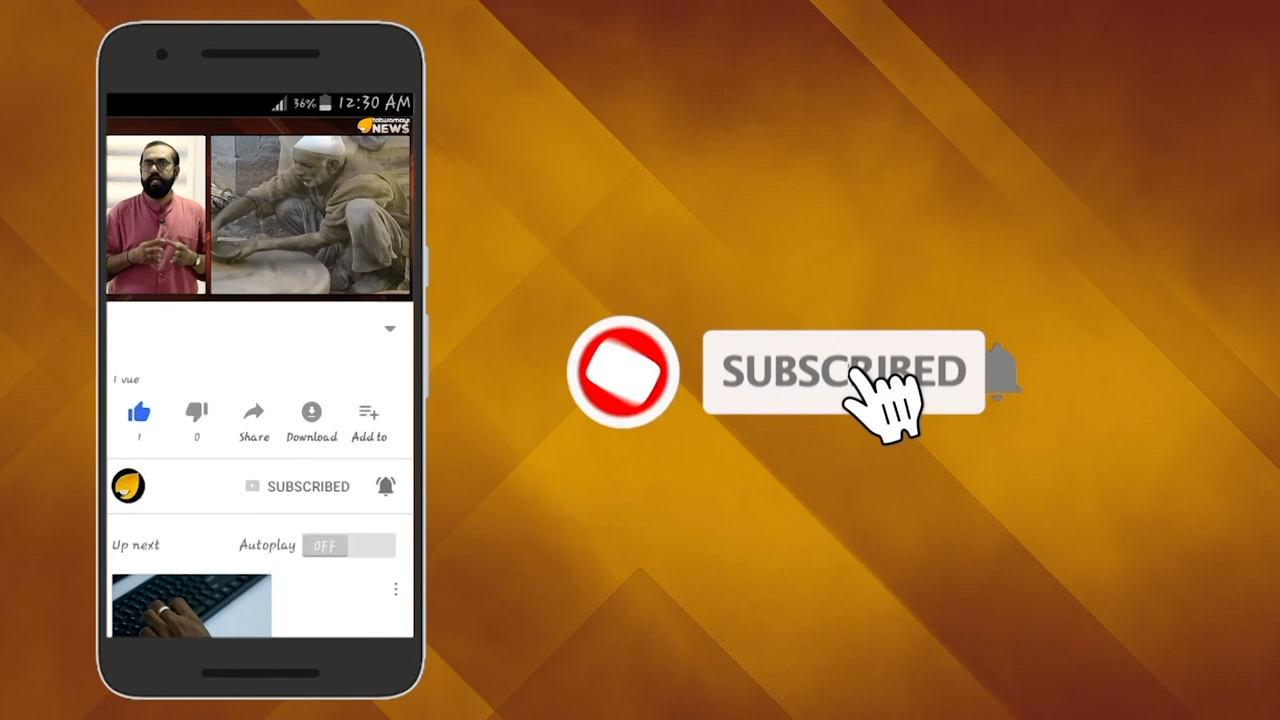 36% 12:30 AM
tatwamayi
NEWS
1 vue
1
0
Share
Download
Add to
SUBSCRIBED
Up next
Autoplay
OFF
SUBSCRIBED